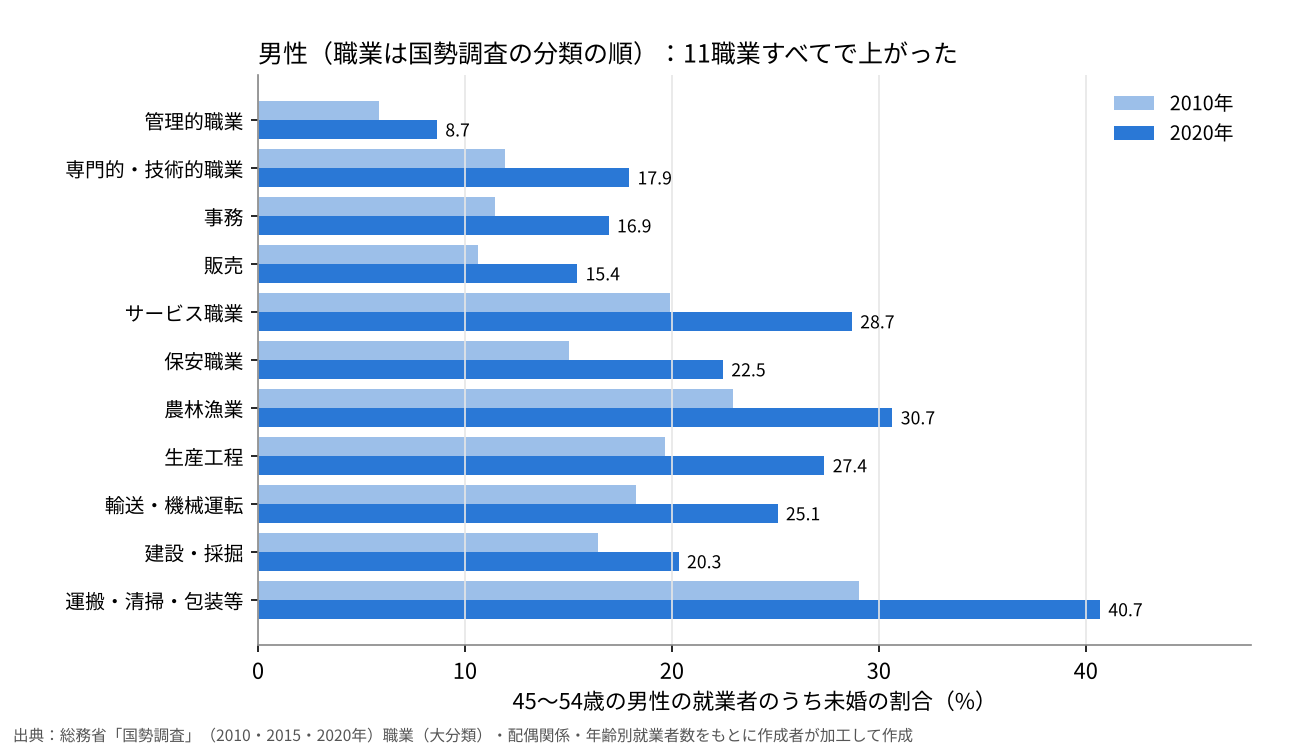 男性（職業は国勢調査の分類の順）：11職業すべてで上がった
2010年
2020年
管理的職業
8.7
専門的・技術的職業
17.9
事務
16.9
販売
15.4
サービス職業
28.7
保安職業
22.5
農林漁業
30.7
生産工程
27.4
輸送・機械運転
25.1
建設・採掘
20.3
運搬・清掃・包装等
40.7
0 10 20 30 40
45～54歳の男性の就業者のうち未婚の割合（%）
出典：総務省「国勢調査」（2010・2015・2020年）職業（大分類）・配偶関係・年齢別就業者数をもとに作成者が加工して作成